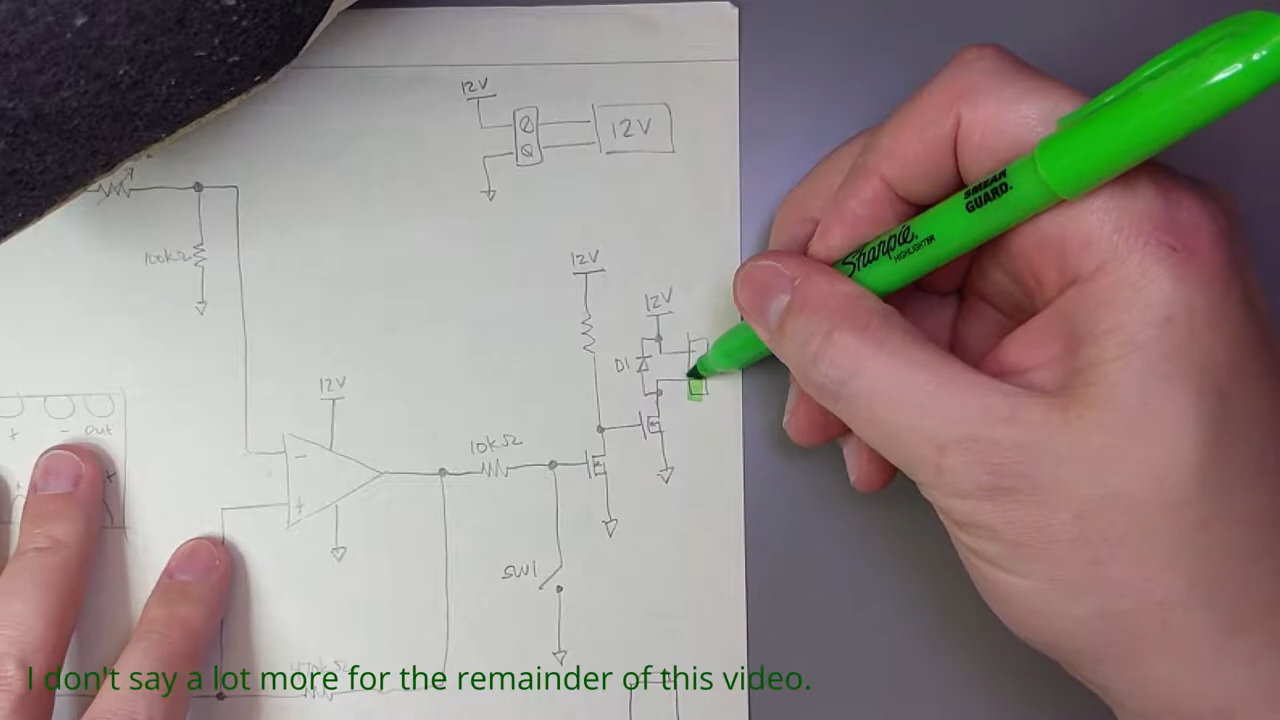 12V
12V
100kΩ
12V
12V
D1
12V
+
-
out
-
+
10kΩ
SW1
470kΩ
SMEAR
GUARD.
Sharpie.
HIGHLIGHTER
I don't say a lot more for the remainder of this video.